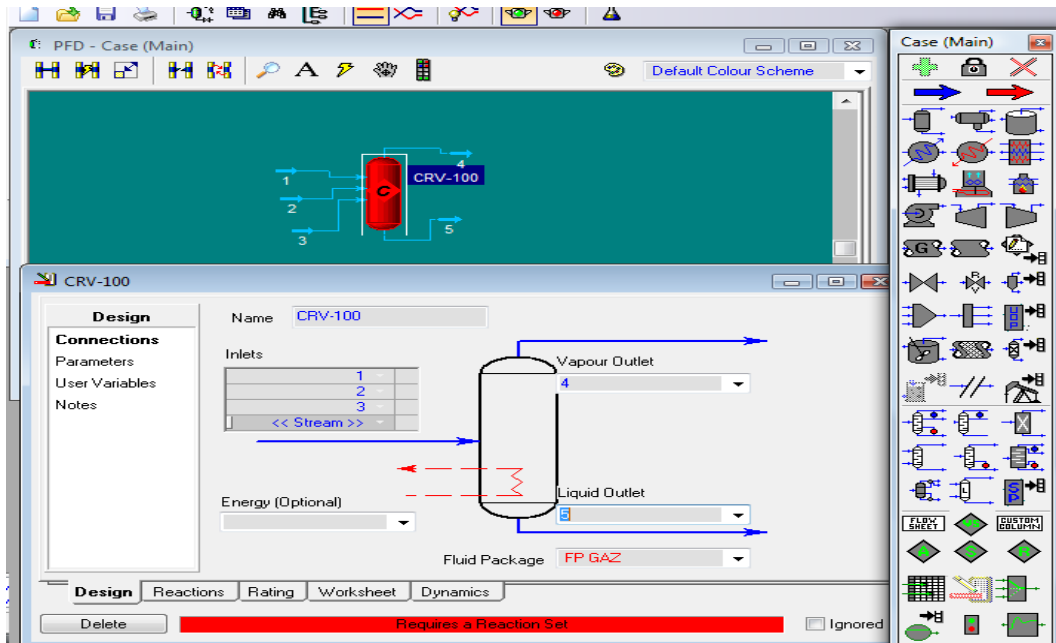 PFD - Case (Main)
Case (Main)
A
Default Colour Scheme
1
2
3
C
4
CRV-100
5
CRV-100
Design
Connections
Parameters
User Variables
Notes
Name
CRV-100
Inlets
1
2
3
<< Stream >>
Vapour Outlet
4
Energy (Optional)
Liquid Outlet
5
Fluid Package
FP GAZ
Design
Reactions
Rating
Worksheet
Dynamics
Delete
Requires a Reaction Set
Ignored
G
FLOW
SHEET
CUSTOM
COLUMN
A
S